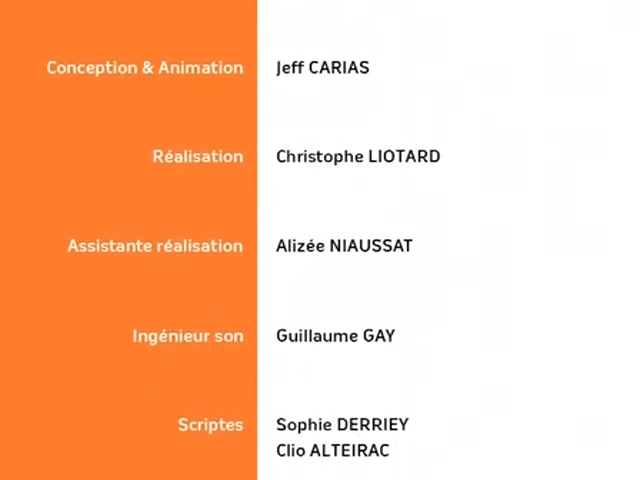 Conception & Animation Jeff CARIAS
Réalisation Christophe LIOTARD
Assistante réalisation Alizée NIAUSSAT
Ingénieur son Guillaume GAY
Scriptes Sophie DERRIEY
Clio ALTEIRAC